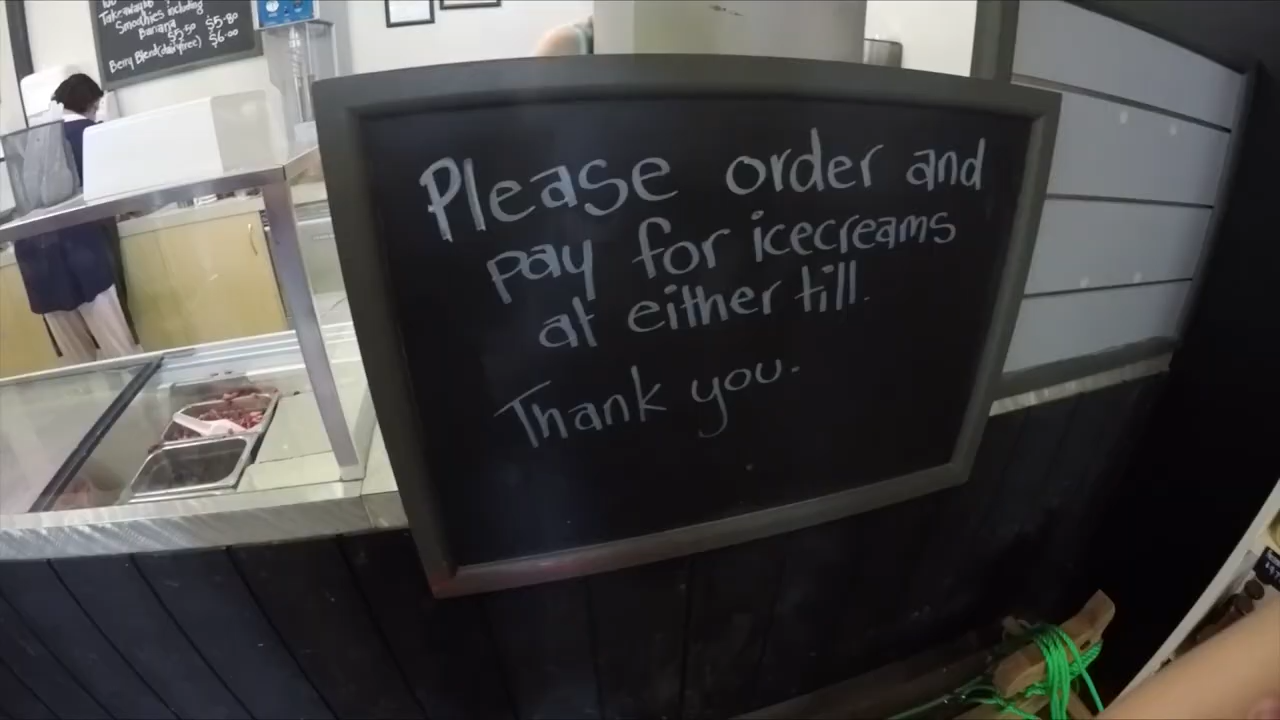 Takeaway
Smoothies including
Banana
$5.50 $5.80
Berry Blend (dairy free) $6.00
Please order and
pay for icecreams
at either till.
Thank you.